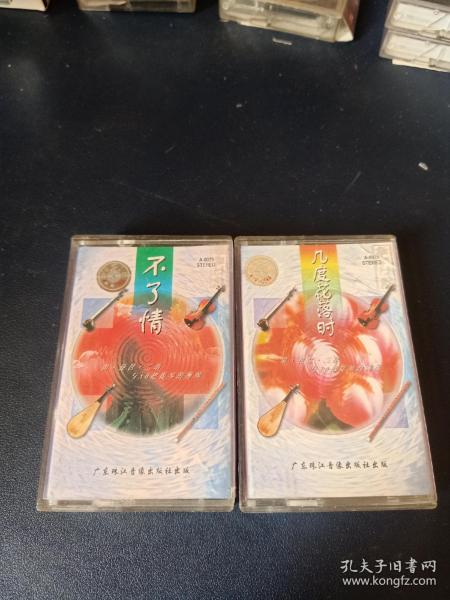 不了情
A-0075
STEREO
广东珠江音像出版社出版
几度花落时
STEREO
广东珠江音像出版社出版
孔夫子旧书网
www.kongfz.com